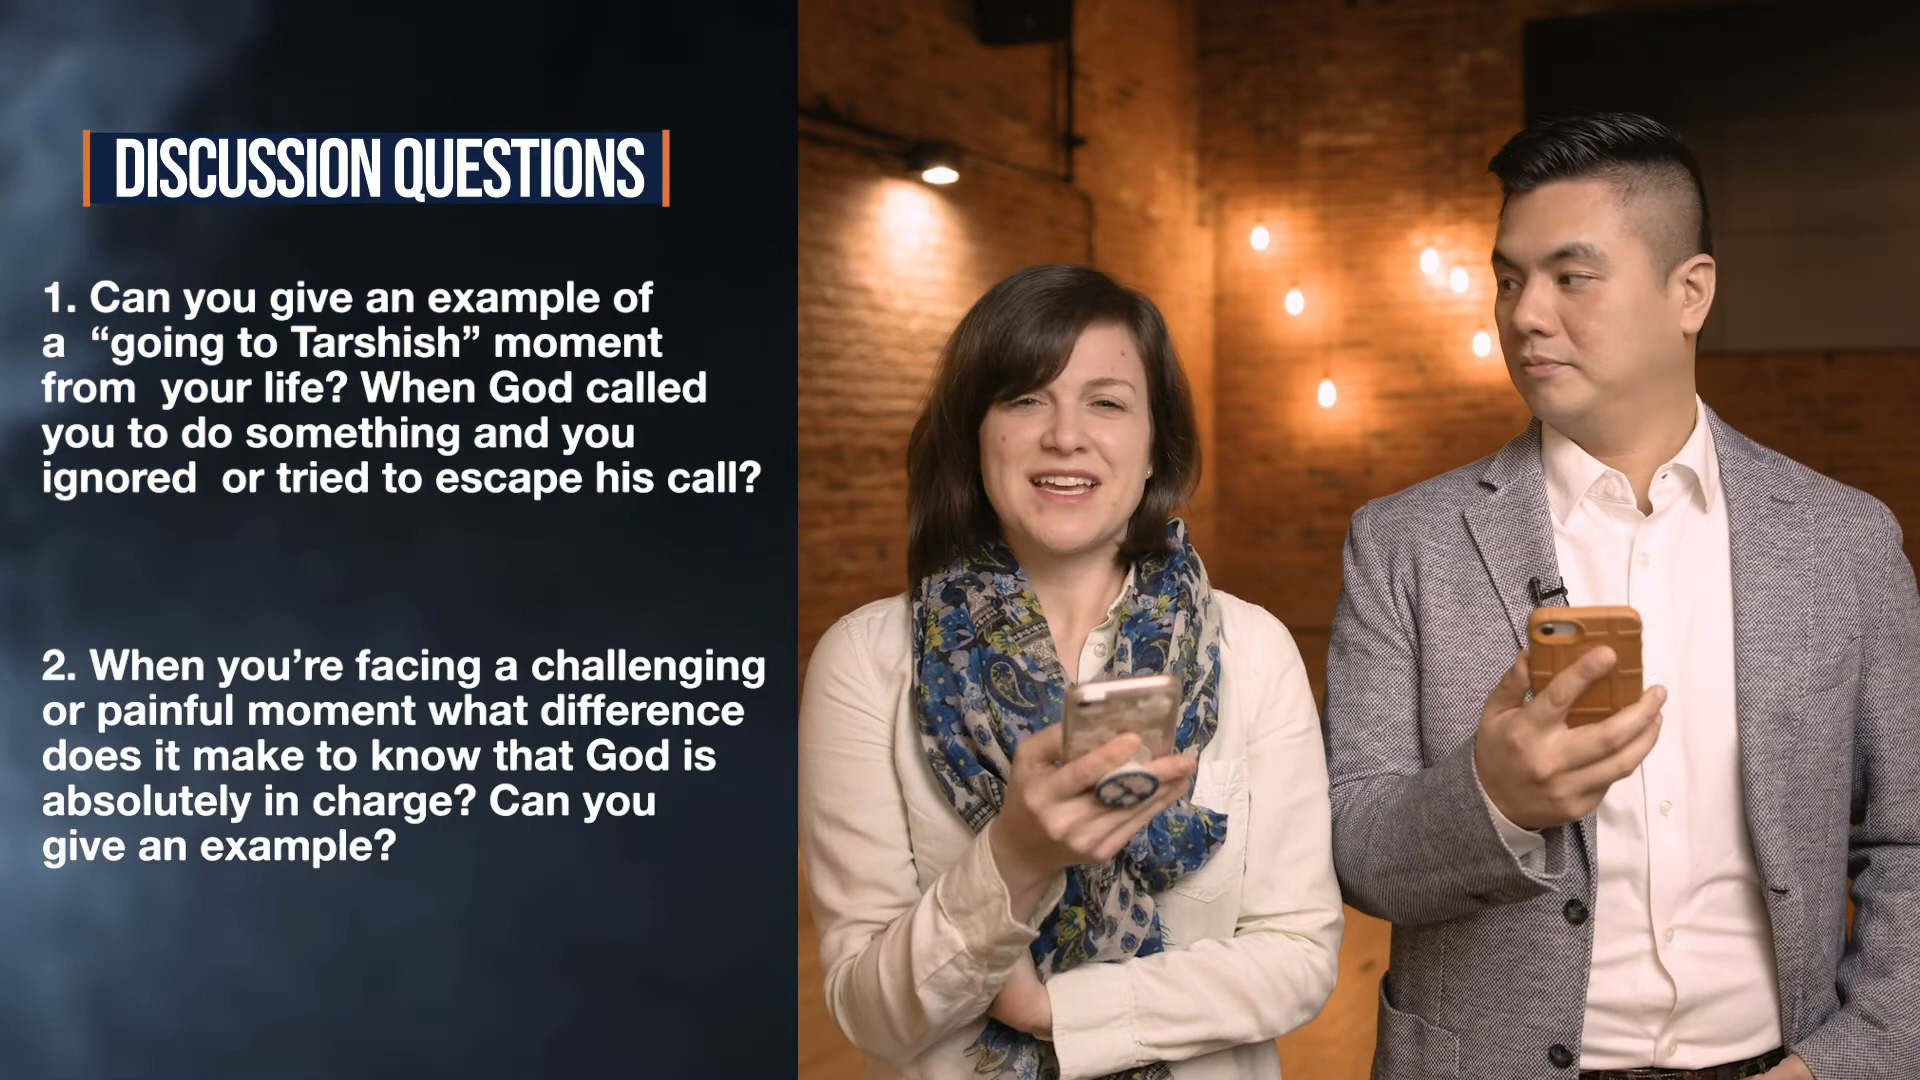 DISCUSSION QUESTIONS
1. Can you give an example of
a  “going to Tarshish” moment
from  your life? When God called
you to do something and you
ignored  or tried to escape his call?
2. When you’re facing a challenging
or painful moment what difference
does it make to know that God is
absolutely in charge? Can you
give an example?